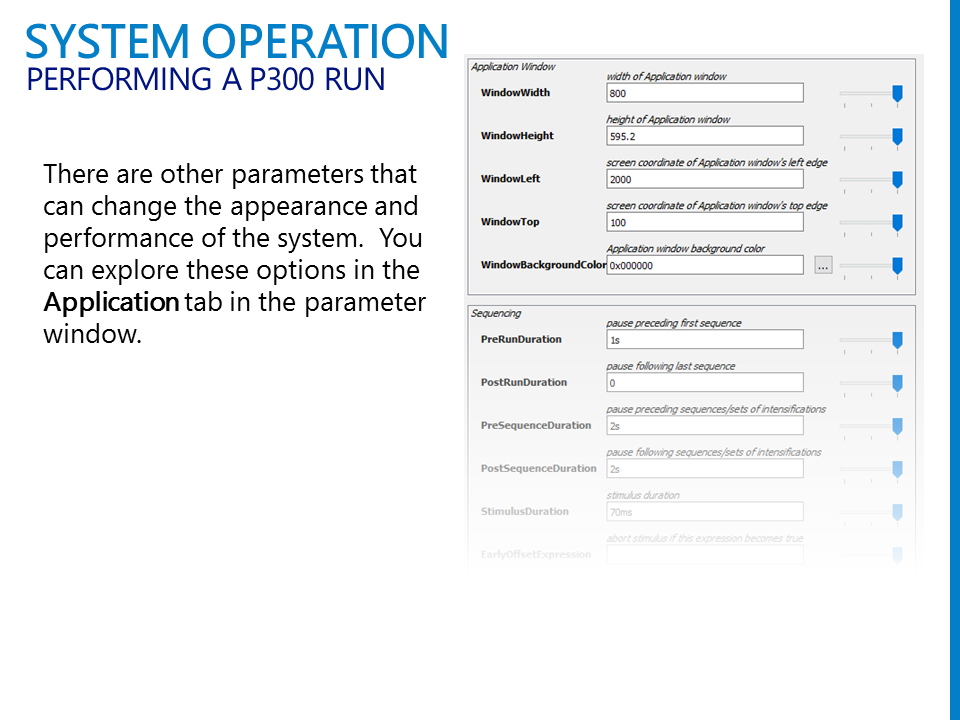 SYSTEM OPERATION
PERFORMING A P300 RUN
There are other parameters that
can change the appearance and
performance of the system.  You
can explore these options in the
Application tab in the parameter
window.
Application Window
width of Application window
WindowWidth 800
height of Application window
WindowHeight 595.2
screen coordinate of Application window's left edge
WindowLeft 2000
screen coordinate of Application window's top edge
WindowTop 100
Application window background color
WindowBackgroundColor 0x000000 ...
Sequencing
pause preceding first sequence
PreRunDuration 1s
pause following last sequence
PostRunDuration 0
pause preceding sequences/sets of intensifications
PreSequenceDuration 2s
pause following sequences/sets of intensifications
PostSequenceDuration 2s
stimulus duration
StimulusDuration 70ms
abort stimulus if this expression becomes true
EarlyOffsetExpression